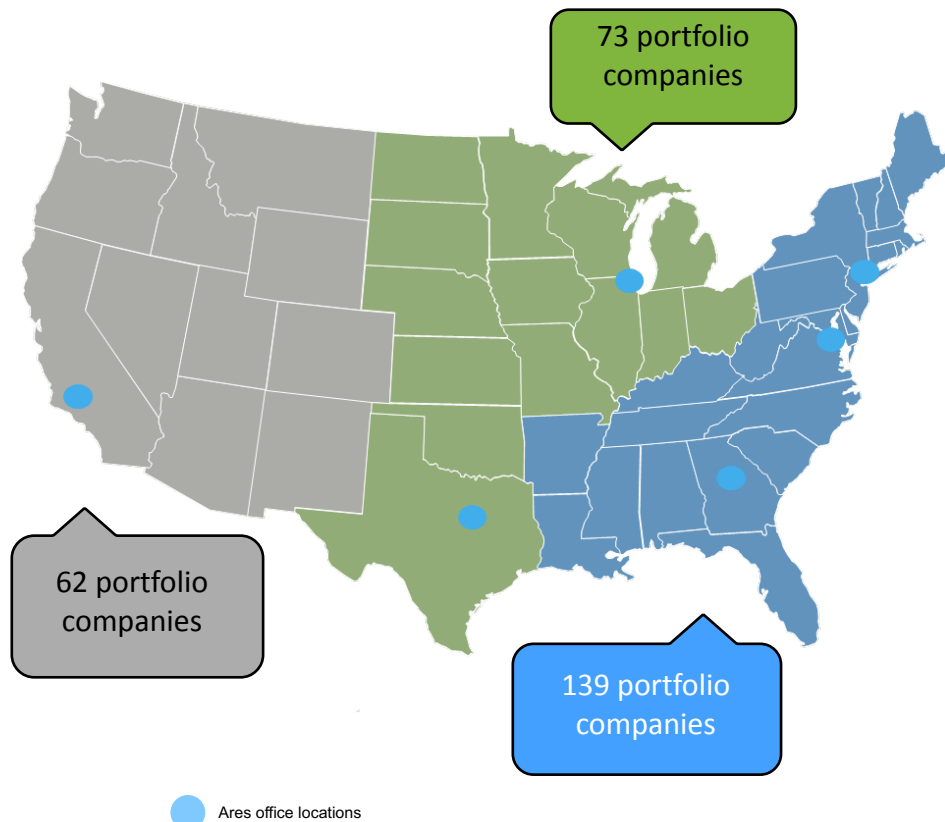 73 portfolio
companies
62 portfolio
companies
139 portfolio
companies
Ares office locations